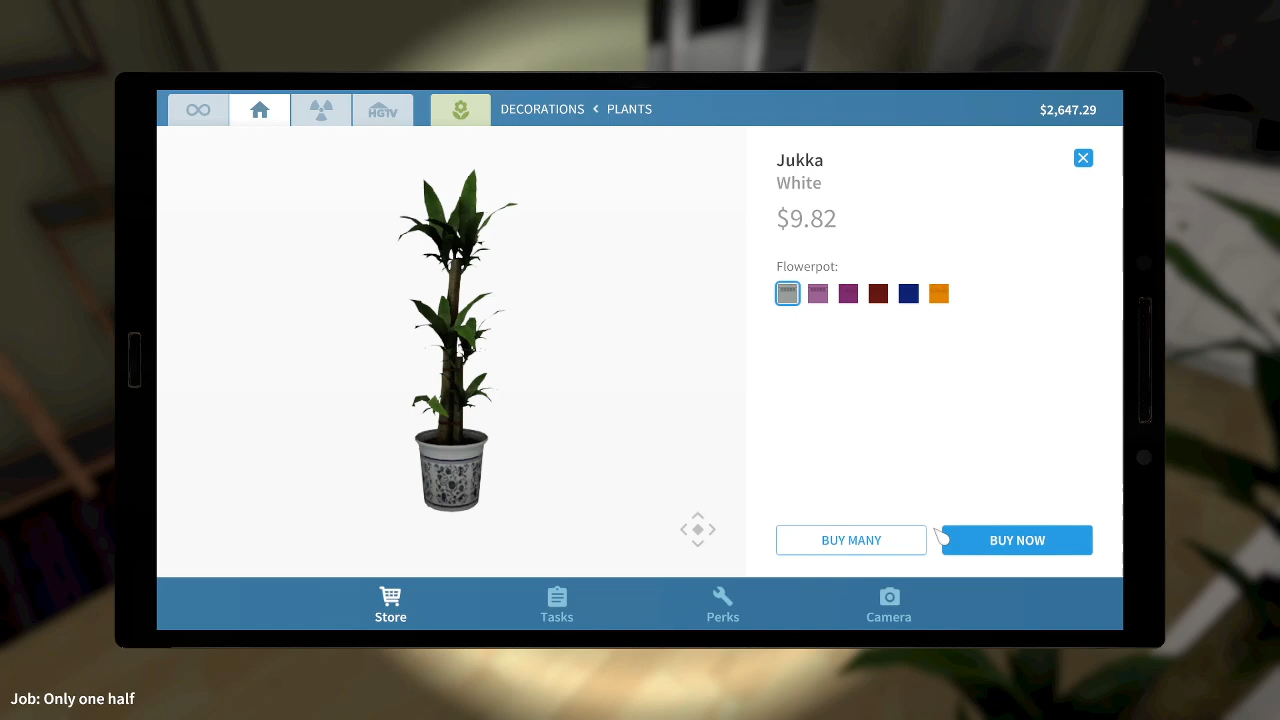 HGTV
DECORATIONS < PLANTS
$2,647.29
Jukka
White
$9.82
Flowerpot:
BUY MANY
BUY NOW
Store
Tasks
Perks
Camera
Job: Only one half